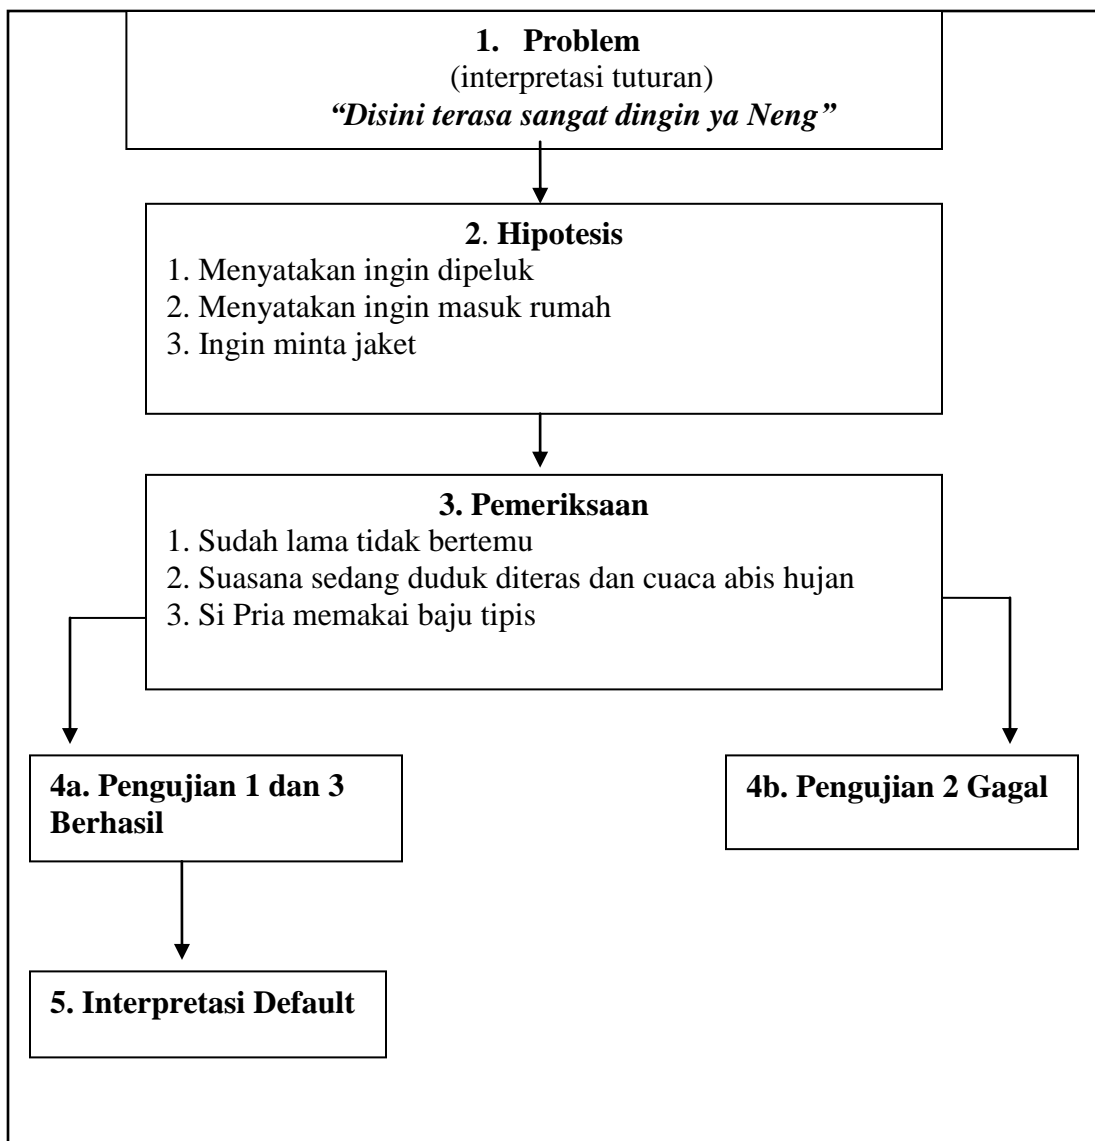 1. Problem
(interpretasi tuturan)
“Disini terasa sangat dingin ya Neng”
2. Hipotesis
1. Menyatakan ingin dipeluk
2. Menyatakan ingin masuk rumah
3. Ingin minta jaket
3. Pemeriksaan
1. Sudah lama tidak bertemu
2. Suasana sedang duduk diteras dan cuaca abis hujan
3. Si Pria memakai baju tipis
4a. Pengujian 1 dan 3
Berhasil
4b. Pengujian 2 Gagal
5. Interpretasi Default